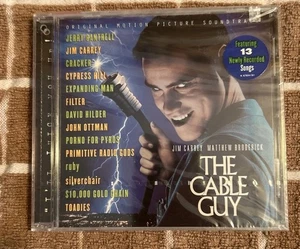 ORIGINAL MOTION PICTURE SOUNDTRACK
JERRY CANTRELL
JIM CARREY
CRACKER
CYPRESS HILL
EXPANDING MAN
FILTER
DAVID HILDER
JOHN OTTMAN
PORNO FOR PYROS
PRIMITIVE RADIO GODS
ruby
silverchair
$10,000 GOLD CHAIN
TOADIES
Featuring
13
Newly Recorded
Songs
JIM CARREY MATTHEW BRODERICK
THE
CABLE
GUY